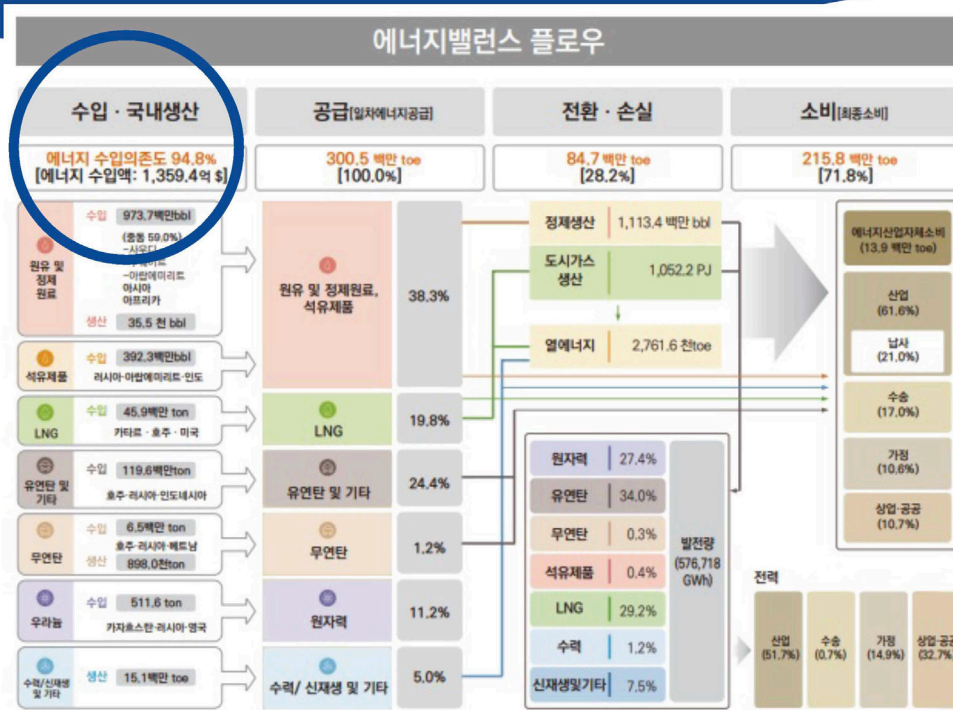 에너지밸런스 플로우
수입 · 국내생산
에너지 수입의존도 94.8%
[에너지 수입액: 1,359.4억 $]
공급[일차에너지공급]
300.5 백만 toe
[100.0%]
전환 · 손실
84.7 백만 toe
[28.2%]
소비[최종소비]
215.8 백만 toe
[71.8%]
원유 및
정제
원료
수입 973.7백만bbl
(중동 59.0%)
-아랍에미리트
아시아
아프리카
생산 35.5 천 bbl
석유제품
수입 392.3백만bbl
러시아·아랍에미리트·인도
LNG
수입 45.9백만 ton
카타르 · 호주 · 미국
유연탄 및
기타
수입 119.6백만ton
호주·러시아·인도네시아
무연탄
수입 6.5백만 ton
호주·러시아·베트남
생산 898.0천ton
우라늄
수입 511.6 ton
카자흐스탄·러시아·영국
수력/신재생
및 기타
생산 15.1백만 toe
원유 및 정제원료,
석유제품
38.3%
LNG
19.8%
유연탄 및 기타
24.4%
무연탄
1.2%
원자력
11.2%
수력/ 신재생 및 기타
5.0%
정제생산 1,113.4 백만 bbl
도시가스
생산
1,052.2 PJ
열에너지 2,761.6 천toe
원자력 27.4%
유연탄 34.0%
무연탄 0.3%
석유제품 0.4%
LNG 29.2%
수력 1.2%
신재생및기타 7.5%
발전량
(576,718
GWh)
에너지산업자체소비
(13.9 백만 toe)
산업
(61.6%)
납사
(21.0%)
수송
(17.0%)
가정
(10.6%)
상업·공공
(10.7%)
전력
산업
(51.7%)
수송
(0.7%)
가정
(14.9%)
상업·공공
(32.7%)